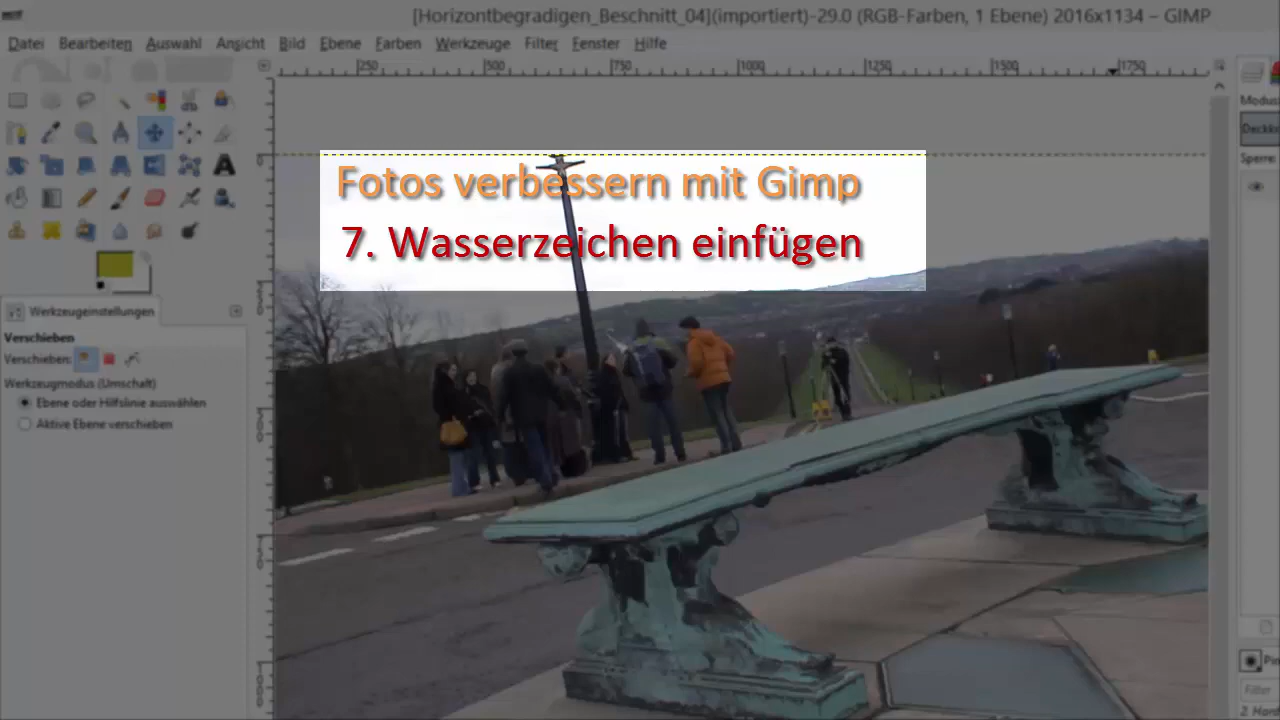 [Horizontbegradigen_Beschnitt_04](importiert)-29.0 (RGB-Farben, 1 Ebene) 2016x1134 – GIMP
Datei Bearbeiten Auswahl Ansicht Bild Ebene Farben Werkzeuge Filter Fenster Hilfe
250 500 750 1000 1250 1500 1750
Modus:
Sperre:
0
Fotos verbessern mit Gimp
7. Wasserzeichen einfügen
Werkzeugeinstellungen
Verschieben
Verschieben:
Werkzeugmodus (Umschalt)
Ebene oder Hilfslinie auswählen
Aktive Ebene verschieben
Filter